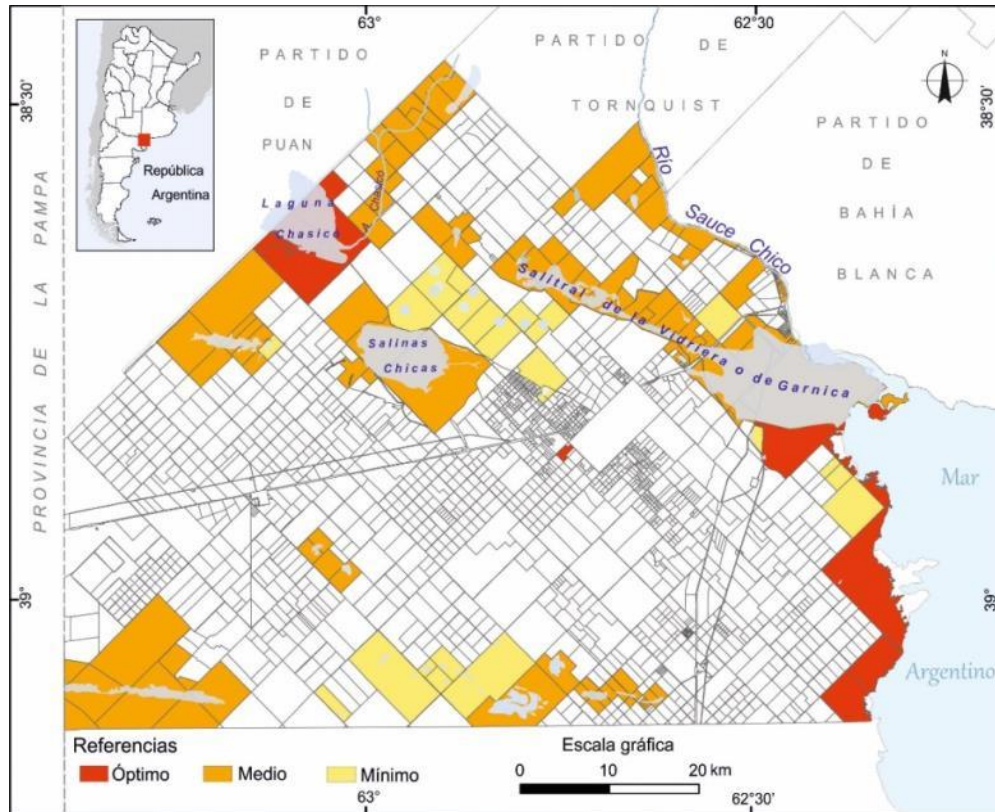 63°
62°30'
PARTIDO
DE
PUAN
PARTIDO DE
TORNQUIST
38°30'
38°30'
PARTIDO
DE
BAHÍA
BLANCA
República
Argentina
PROVINCIA DE LA PAMPA
Laguna
Chasicó
A. Chasicó
Río
Sauce Chico
Salitral de la Vidriera o de Garnica
Salinas
Chicas
Mar
Argentino
39°
39°
Referencias
Óptimo
Medio
Mínimo
Escala gráfica
0 10 20 km
63°
62°30'